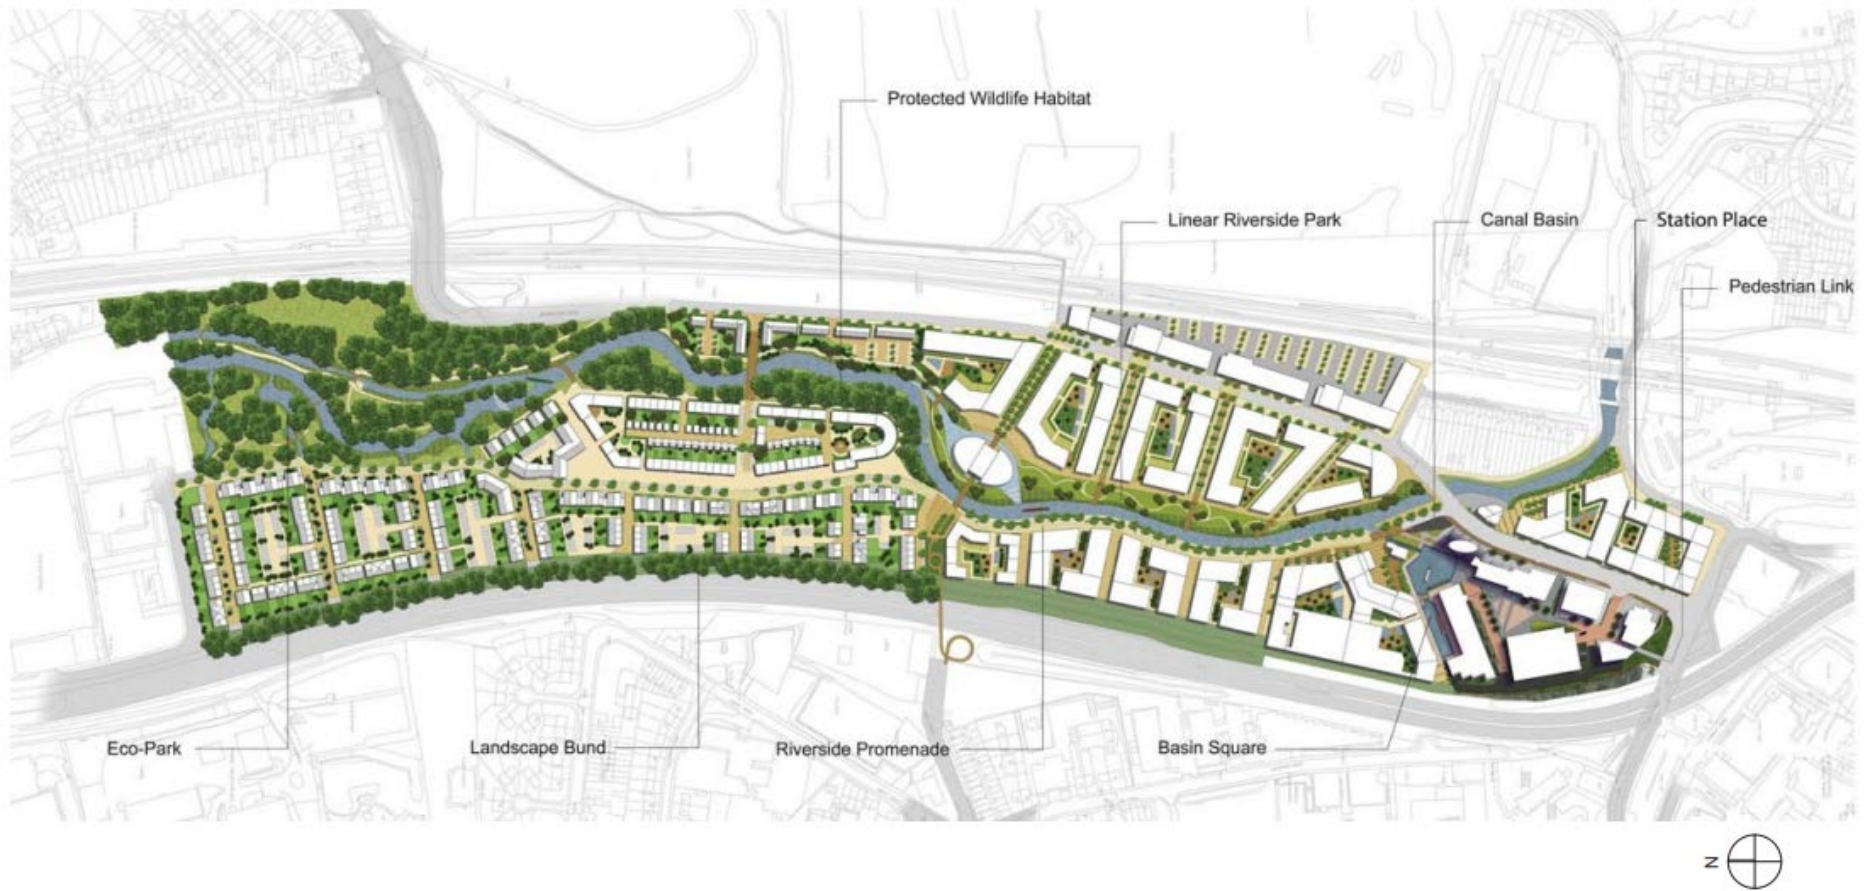 Protected Wildlife Habitat
Linear Riverside Park
Canal Basin
Station Place
Pedestrian Link
Eco-Park
Landscape Bund
Riverside Promenade
Basin Square
N